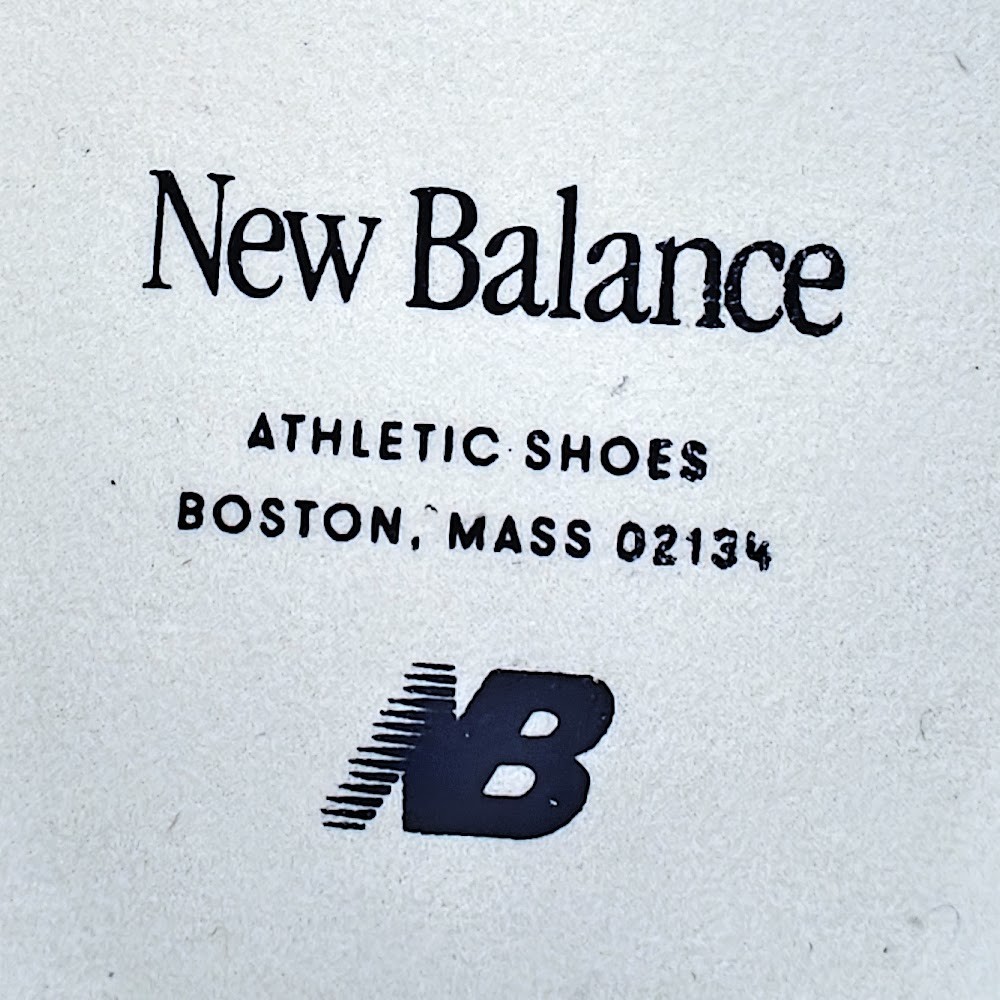 New Balance
ATHLETIC SHOES
BOSTON, MASS 02134
NB